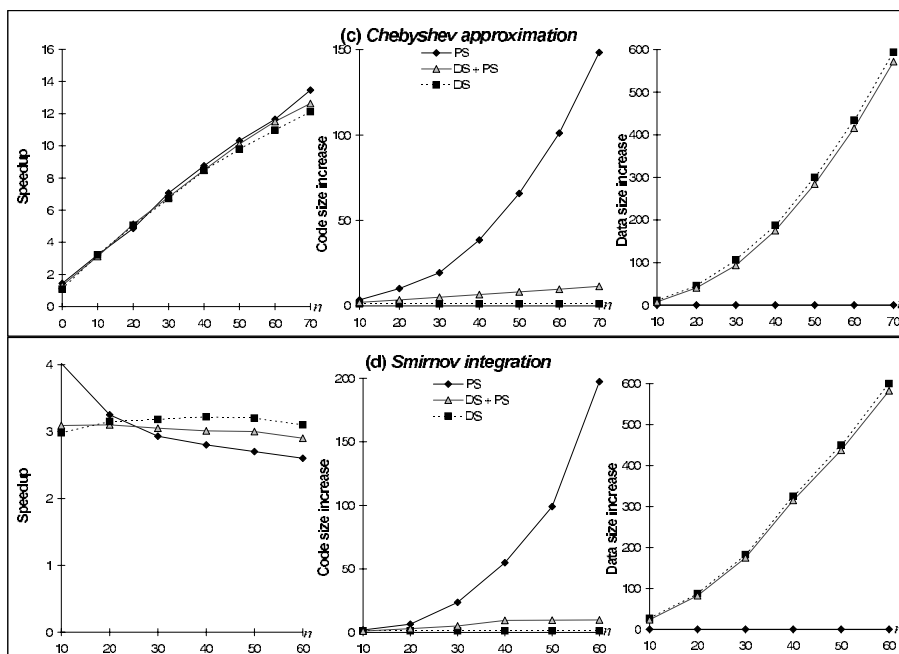 (c) Chebyshev approximation
PS
DS + PS
DS
Speedup
16
14
12
10
8
6
4
2
0
0 10 20 30 40 50 60 70 n
Code size increase
150
100
50
0
10 20 30 40 50 60 70 n
Data size increase
600
500
400
300
200
100
0
10 20 30 40 50 60 70 n
(d) Smirnov integration
PS
DS + PS
DS
Speedup
4
3
2
1
0
10 20 30 40 50 60 n
Code size increase
200
150
100
50
0
10 20 30 40 50 60 n
Data size increase
600
500
400
300
200
100
0
10 20 30 40 50 60 n